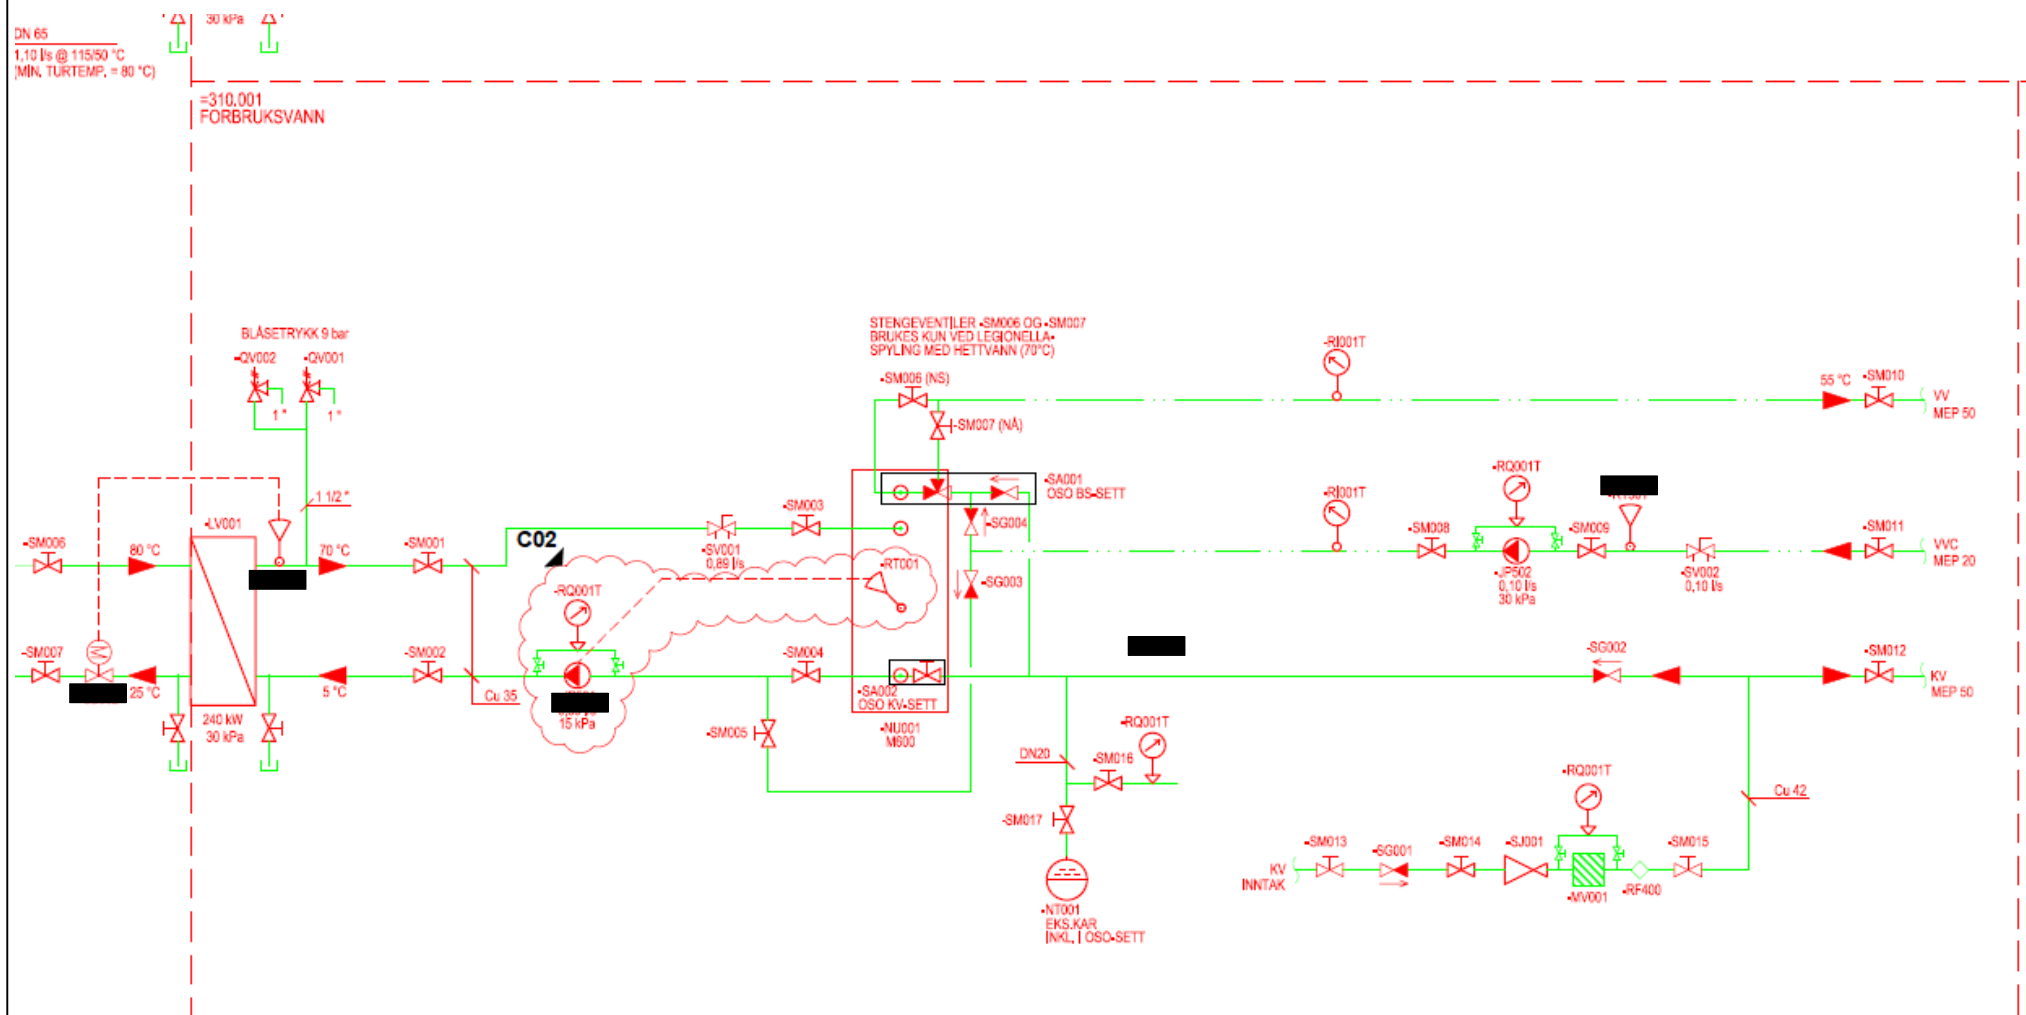 30 kPa
DN 65
1,10 l/s @ 115/50 °C
(MIN. TURTEMP. = 80 °C)
=310.001
FORBRUKSVANN
BLÅSETRYKK 9 bar
-QV002
-QV001
1 "
1 "
1 1/2 "
-LV001
-SM006
80 °C
70 °C
-SM001
-SM007
M
25 °C
5 °C
-SM002
240 kW
30 kPa
Cu 35
C02
-RQ001T
15 kPa
-SV001
0,89 l/s
-SM003
-SM004
-SM005
STENGEVENTILER -SM006 OG -SM007
BRUKES KUN VED LEGIONELLA-
SPYLING MED HETTVANN (70°C)
-SM006 (NS)
-SM007 (NÅ)
-SA001
OSO BS-SETT
-SG004
-RT001
-SG003
-SA002
OSO KV-SETT
-NU001
M600
-RI001T
55 °C
-SM010
VV
MEP 50
-RI001T
-SM008
-RQ001T
-JP502
0,10 l/s
30 kPa
-SM009
-SV002
0,10 l/s
-SM011
VVC
MEP 20
-SG002
-SM012
KV
MEP 50
DN20
-SM016
-RQ001T
-SM017
-NT001
EKS.KAR
INKL. I OSO-SETT
Cu 42
KV
INNTAK
-SM013
-SG001
-SM014
-SJ001
-RQ001T
-MV001
-RF400
-SM015